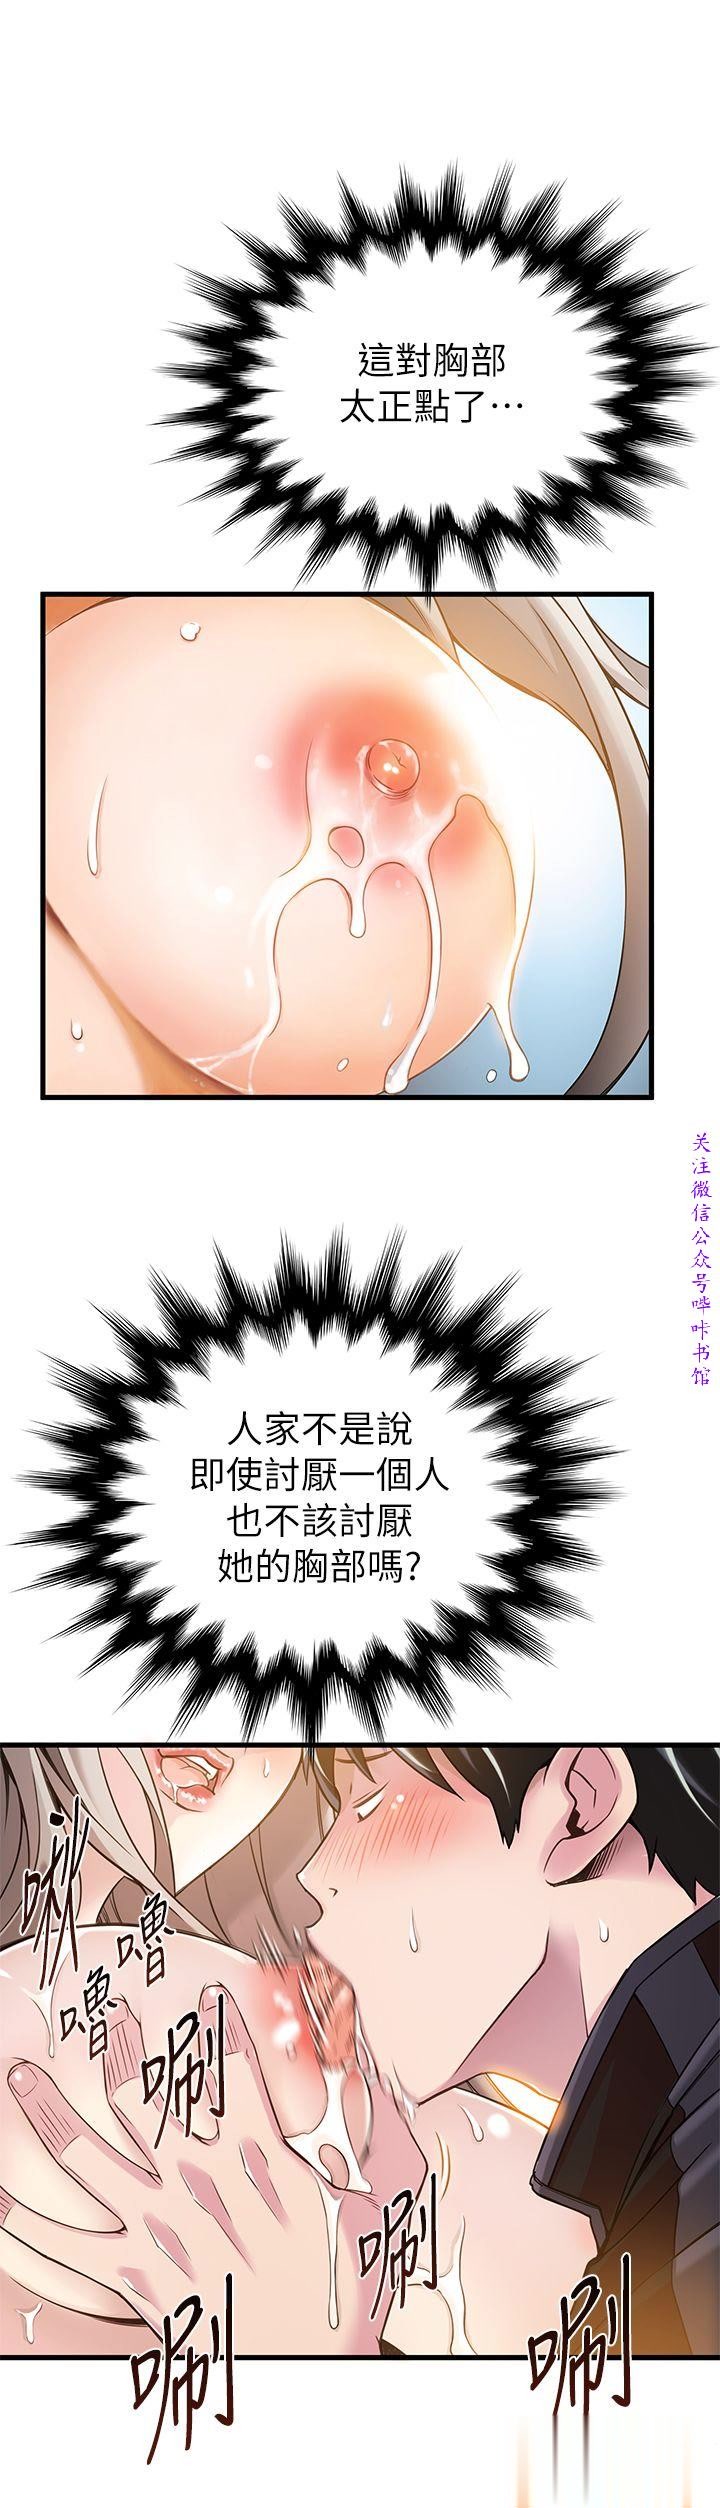 這對胸部
太正點了⋯
关注微信公众号哔咔书馆
人家不是說
即使討厭一個人
也不該討厭
她的胸部嗎?
啾
嚕
嚕
唰
唰
唰
唰